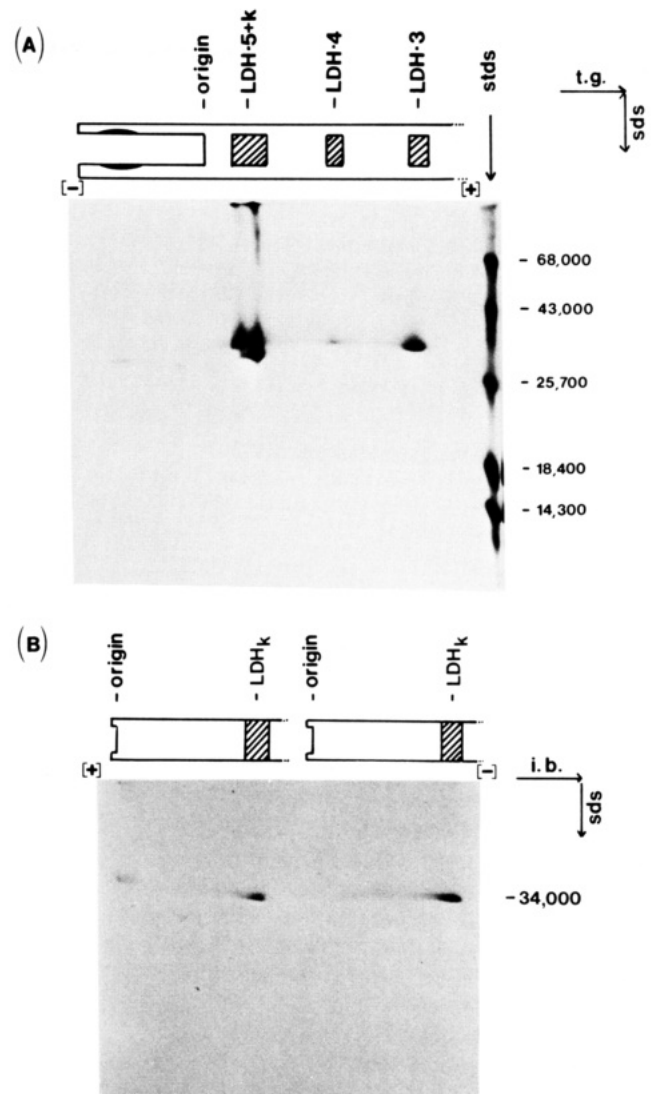 (A)
- origin
- LDH·5+k
- LDH·4
- LDH·3
stds
t.g.
sds
[-]
[+]
- 68,000
- 43,000
- 25,700
- 18,400
- 14,300
(B)
- origin
- LDHk
- origin
- LDHk
[+]
[-]
i.b.
sds
- 34,000